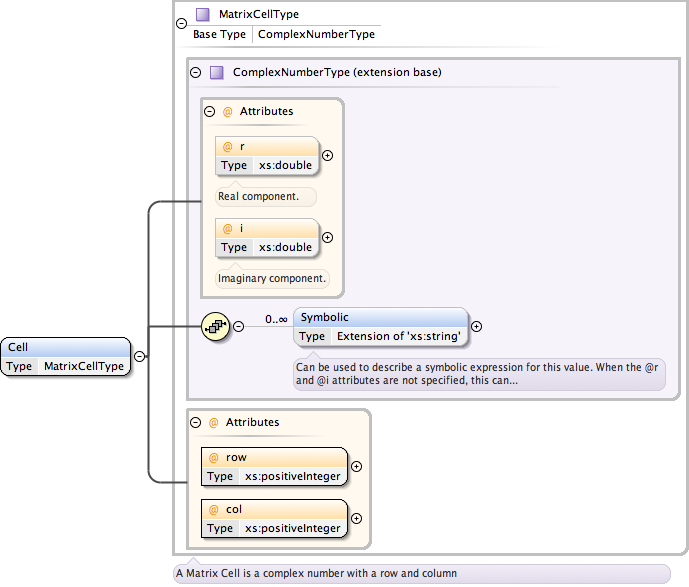 MatrixCellType
Base Type ComplexNumberType
ComplexNumberType (extension base)
@ Attributes
@ r
Type xs:double
Real component.
@ i
Type xs:double
Imaginary component.
0..∞
Symbolic
Type Extension of 'xs:string'
Can be used to describe a symbolic expression for this value. When the @r
and @i attributes are not specified, this can...
Cell
Type MatrixCellType
@ Attributes
@ row
Type xs:positiveInteger
@ col
Type xs:positiveInteger
A Matrix Cell is a complex number with a row and column